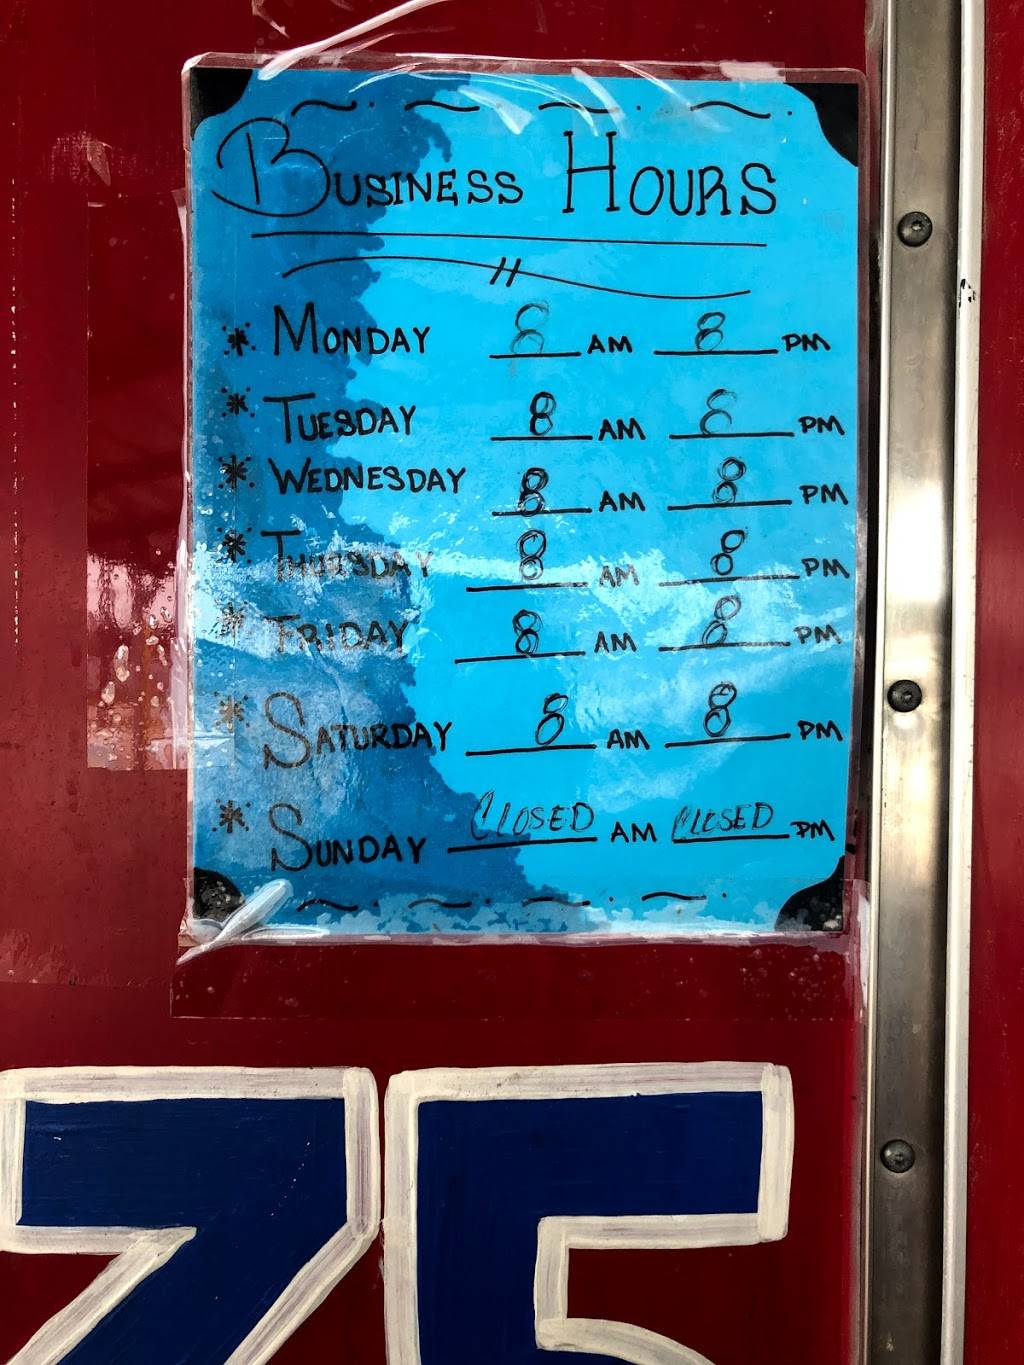 Business Hours
Monday 8 AM 8 PM
Tuesday 8 AM 8 PM
Wednesday 8 AM 8 PM
Thursday 8 AM 8 PM
Friday 8 AM 8 PM
Saturday 8 AM 8 PM
Sunday Closed AM Closed PM
75